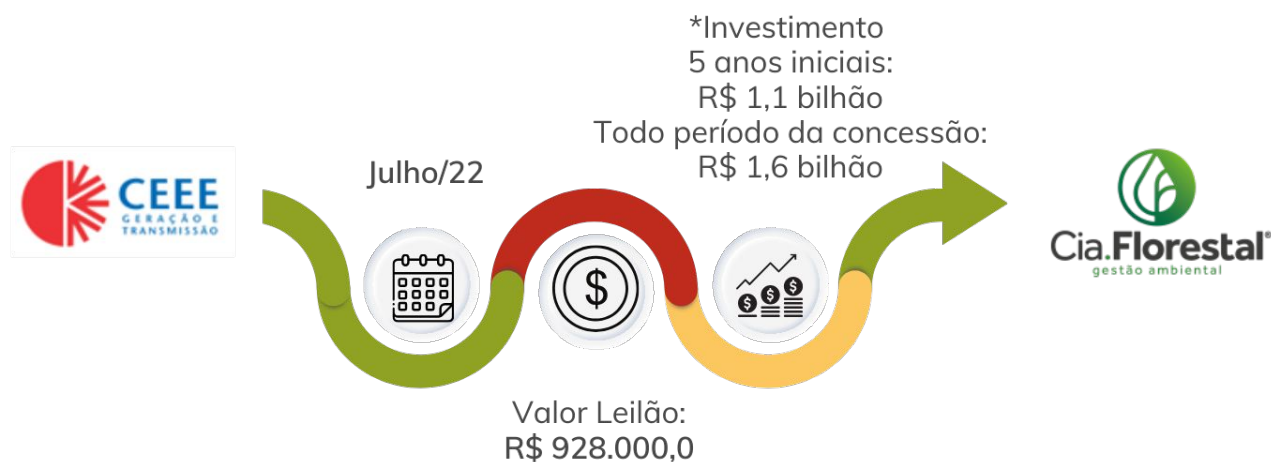 CEEE
GERAÇÃO E
TRANSMISSÃO
Julho/22
Valor Leilão:
R$ 928.000,0
*Investimento
5 anos iniciais:
R$ 1,1 bilhão
Todo período da concessão:
R$ 1,6 bilhão
Cia.Florestal®
gestão ambiental